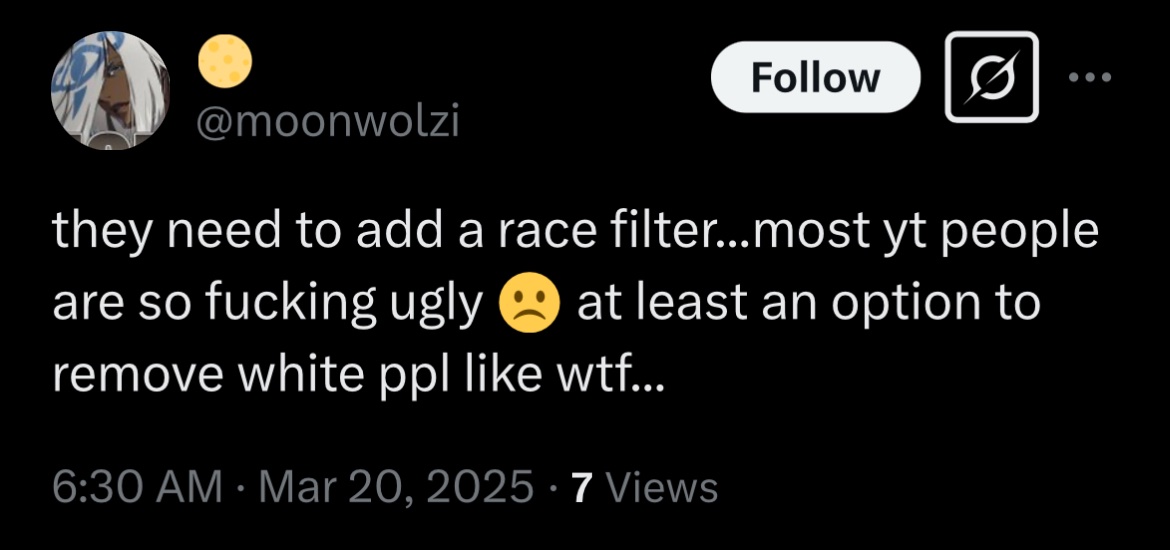 🌕
@moonwolzi
Follow
they need to add a race filter...most yt people
are so fucking ugly 🙁 at least an option to
remove white ppl like wtf...
6:30 AM · Mar 20, 2025 · 7 Views